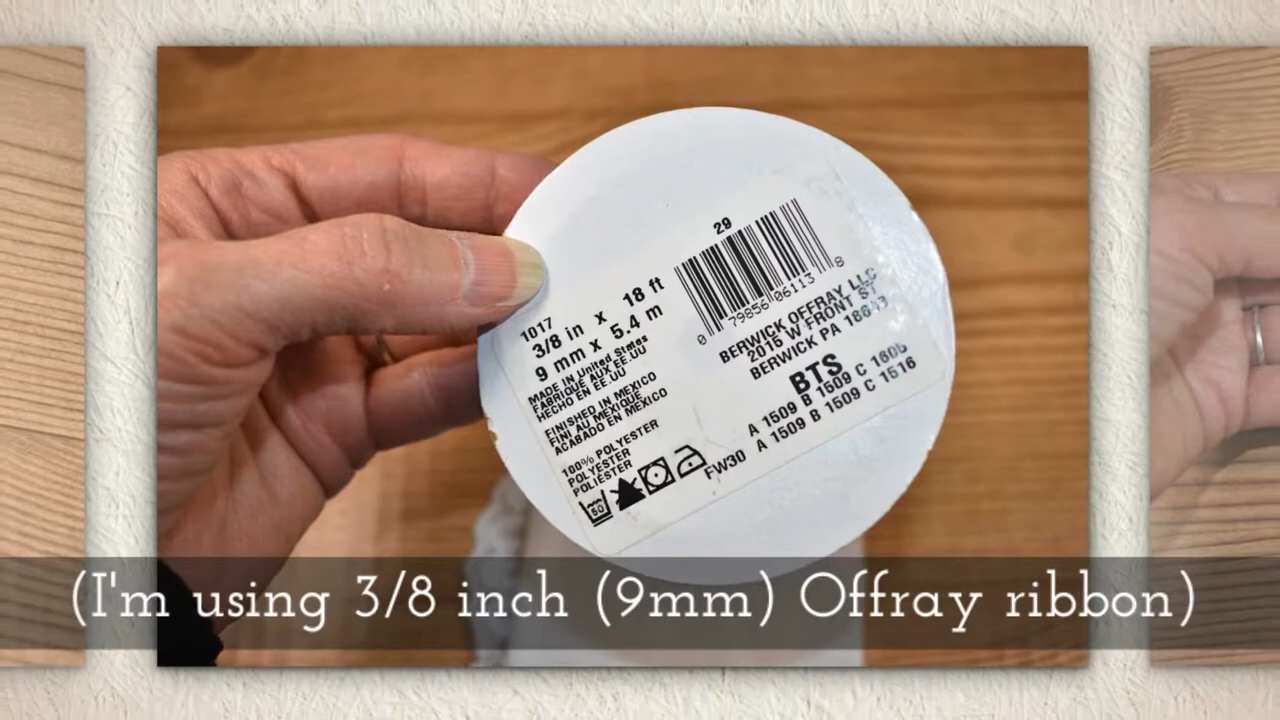 29
0 79856 06113 8
1017
3/8 in x 18 ft
9 mm x 5.4 m
MADE IN United States
FABRIQUÉ AUX EE.UU
HECHO EN EE.UU
FINISHED IN MEXICO
FINI AU MEXIQUE
ACABADO EN MEXICO
100% POLYESTER
POLYESTER
POLIÉSTER
50
FW30
BERWICK OFFRAY LLC
2015 W FRONT ST
BERWICK PA 18603
BTS
A 1509 B 1509 C 1605
A 1509 B 1509 C 1516
(I'm using 3/8 inch (9mm) Offray ribbon)